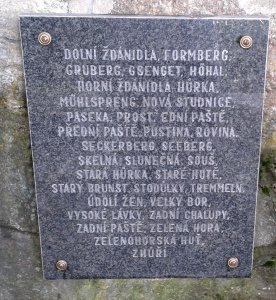 DOLNÍ ŽDANIDLA, FORMBERG,
GRUBERG, GSENGET, HÖHAL,
HORNÍ ŽDANIDLA HŮRKA,
MÜHLSPRENG, NOVÁ STUDNICE,
PASEKA, PROSTŘEDNÍ PAŠTĚ,
PŘEDNÍ PAŠTĚ, PUSTINA, ROVINA,
SECKERBERG, SEEBERG,
SKELNÁ, SLUNEČNÁ, SOUŠ,
STARÁ HŮRKA, STARÉ HUTĚ,
STARÝ BRUNST, STODŮLKY, TREMMELN,
ÚDOLÍ ŽEN, VELKÝ BOR,
VYSOKÉ LÁVKY, ZADNÍ CHALUPY,
ZADNÍ PAŠTĚ, ZELENÁ HORA,
ZELENOHORSKÁ HUŤ,
ZHŮŘÍ